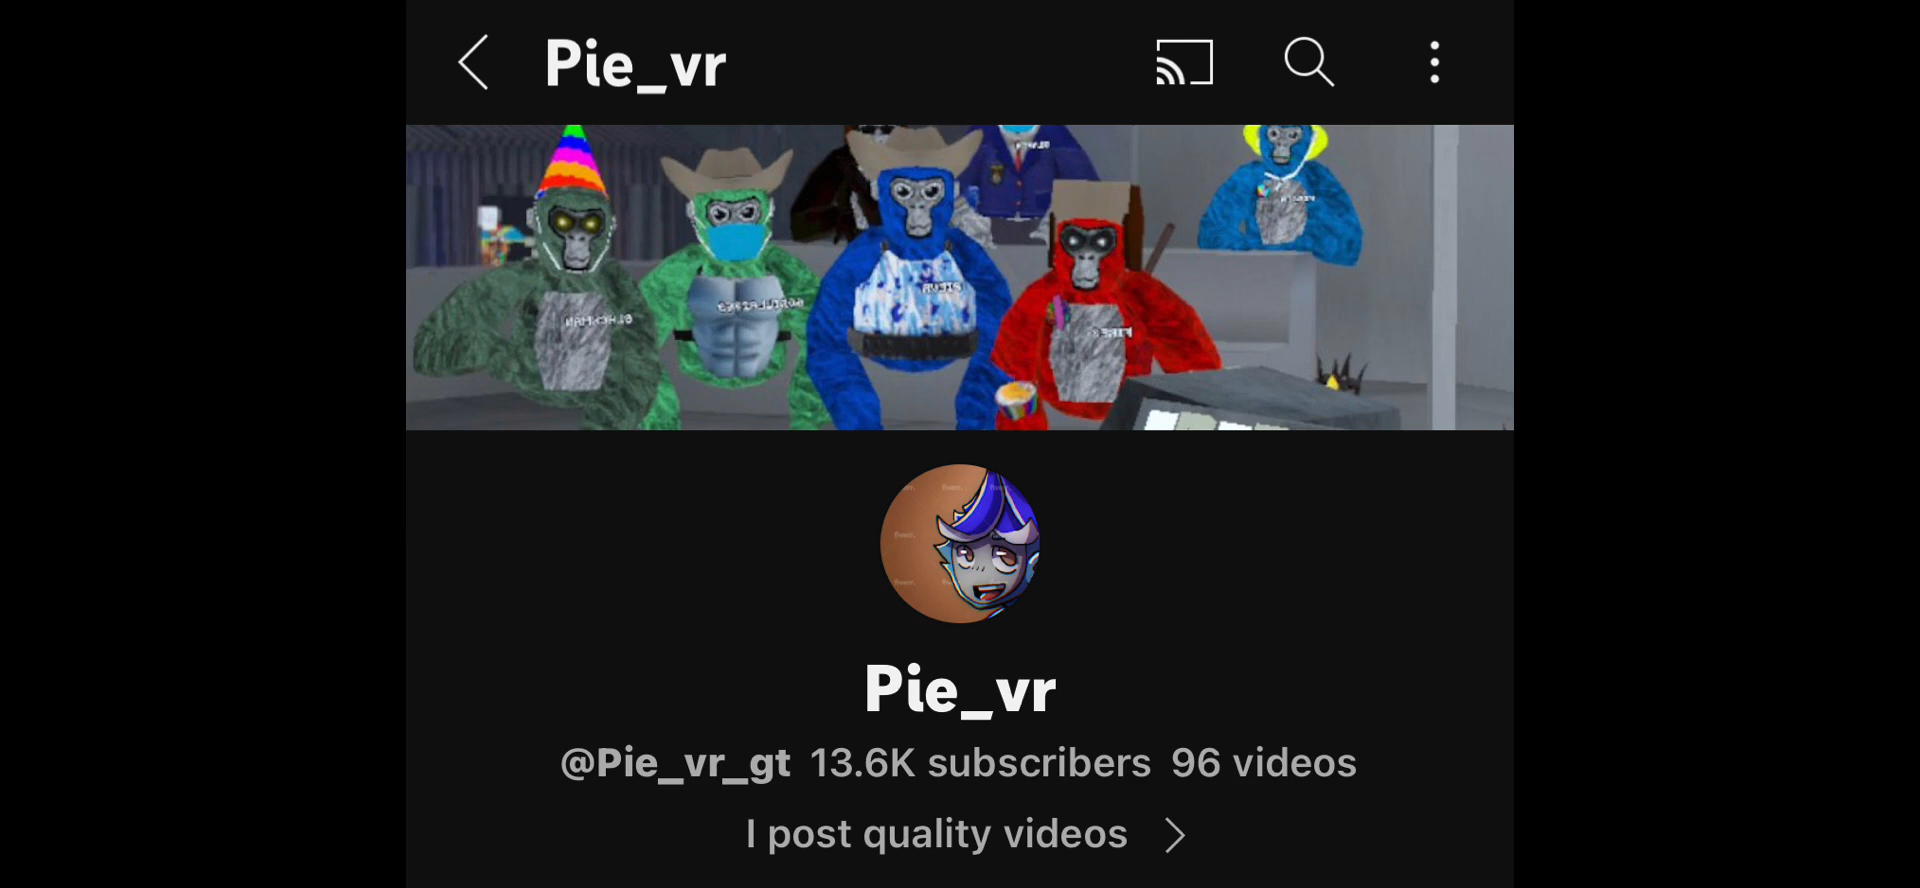 Pie_vr
Pie_vr
@Pie_vr_gt 13.6K subscribers 96 videos
I post quality videos